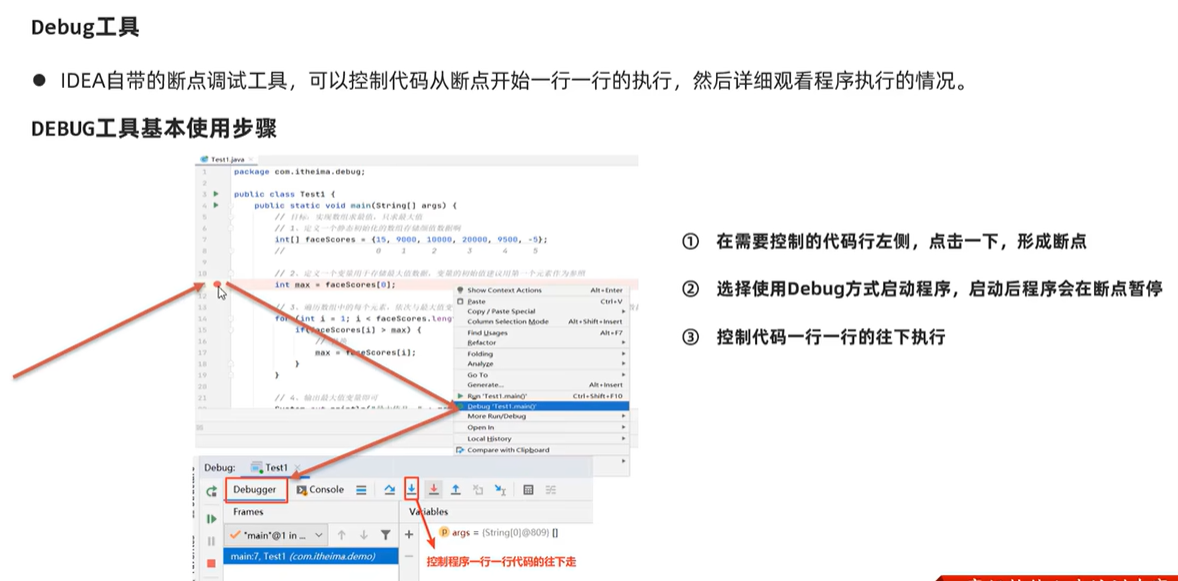 Debug工具
● IDEA自带的断点调试工具，可以控制代码从断点开始一行一行的执行，然后详细观看程序执行的情况。
DEBUG工具基本使用步骤
Test1.java
1 package com.itheima.debug;
2
3 public class Test1 {
4 public static void main(String[] args) {
5 // 目标：实现数组求最值，只求最大值
6 // 1、定义一个静态初始化的数组存储颜值数据啊
7 int[] faceScores = {15, 9000, 10000, 20000, 9500, -5};
8 // 0 1 2 3 4 5
9
10 // 2、定义一个变量用于存储最大值数据，变量的初始值建议用第一个元素作为参照
int max = faceScores[0];
12
13 // 3、遍历数组中的每个元素，依次与最大值变
14 for (int i = 1; i < faceScores.leng
15 if(faceScores[i] > max) {
16 //
17 max = faceScores[i];
18 }
19 }
20
21 // 4、输出最大值变量即可
Show Context Actions Alt+Enter
Paste Ctrl+V
Copy / Paste Special
Column Selection Mode Alt+Shift+Insert
Find Usages Alt+F7
Refactor
Folding
Analyze
Go To
Generate... Alt+Insert
Run 'Test1.main()' Ctrl+Shift+F10
Debug 'Test1.main()'
More Run/Debug
Open In
Local History
Compare with Clipboard
Debug: Test1
Debugger Console
Frames Variables
"main"@1 in ...
args = {String[0]@809} []
main:7, Test1 (com.itheima.demo)
控制程序一行一行代码的往下走
① 在需要控制的代码行左侧，点击一下，形成断点
② 选择使用Debug方式启动程序，启动后程序会在断点暂停
③ 控制代码一行一行的往下执行